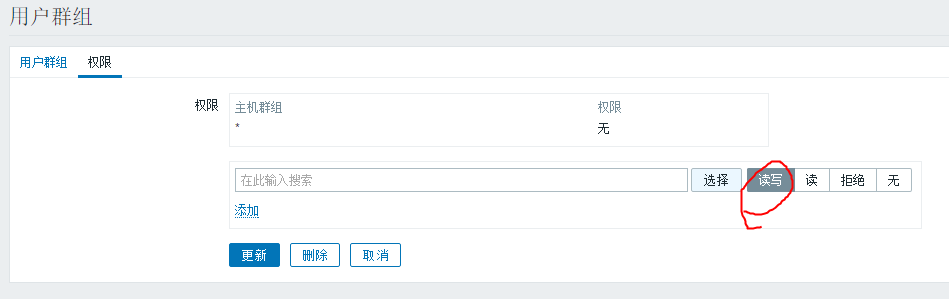 用户群组
用户群组 权限
权限 主机群组 权限
* 无
在此输入搜索 选择 读写 读 拒绝 无
添加
更新 删除 取消